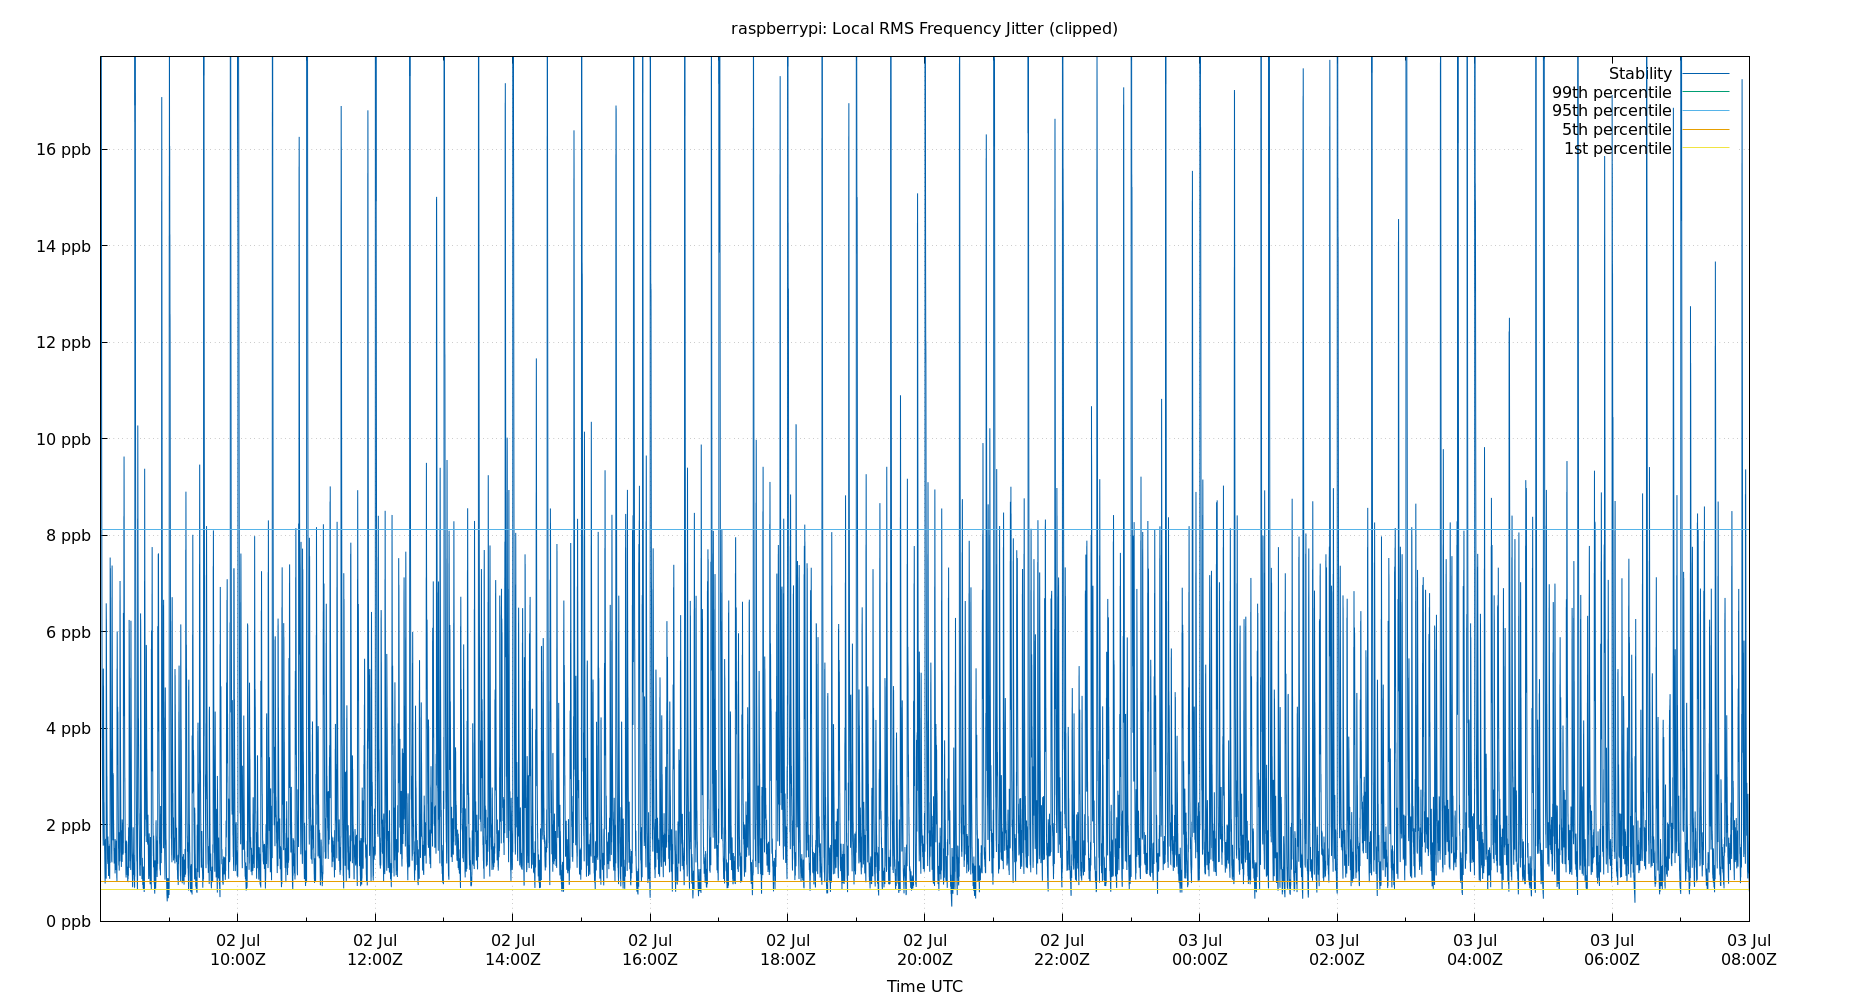 raspberrypi: Local RMS Frequency Jitter (clipped)
Stability
99th percentile
95th percentile
5th percentile
1st percentile
16 ppb
14 ppb
12 ppb
10 ppb
8 ppb
6 ppb
4 ppb
2 ppb
0 ppb
02 Jul 02 Jul 02 Jul 02 Jul 02 Jul 02 Jul 02 Jul 03 Jul 03 Jul 03 Jul 03 Jul 03 Jul
10:00Z 12:00Z 14:00Z 16:00Z 18:00Z 20:00Z 22:00Z 00:00Z 02:00Z 04:00Z 06:00Z 08:00Z
Time UTC